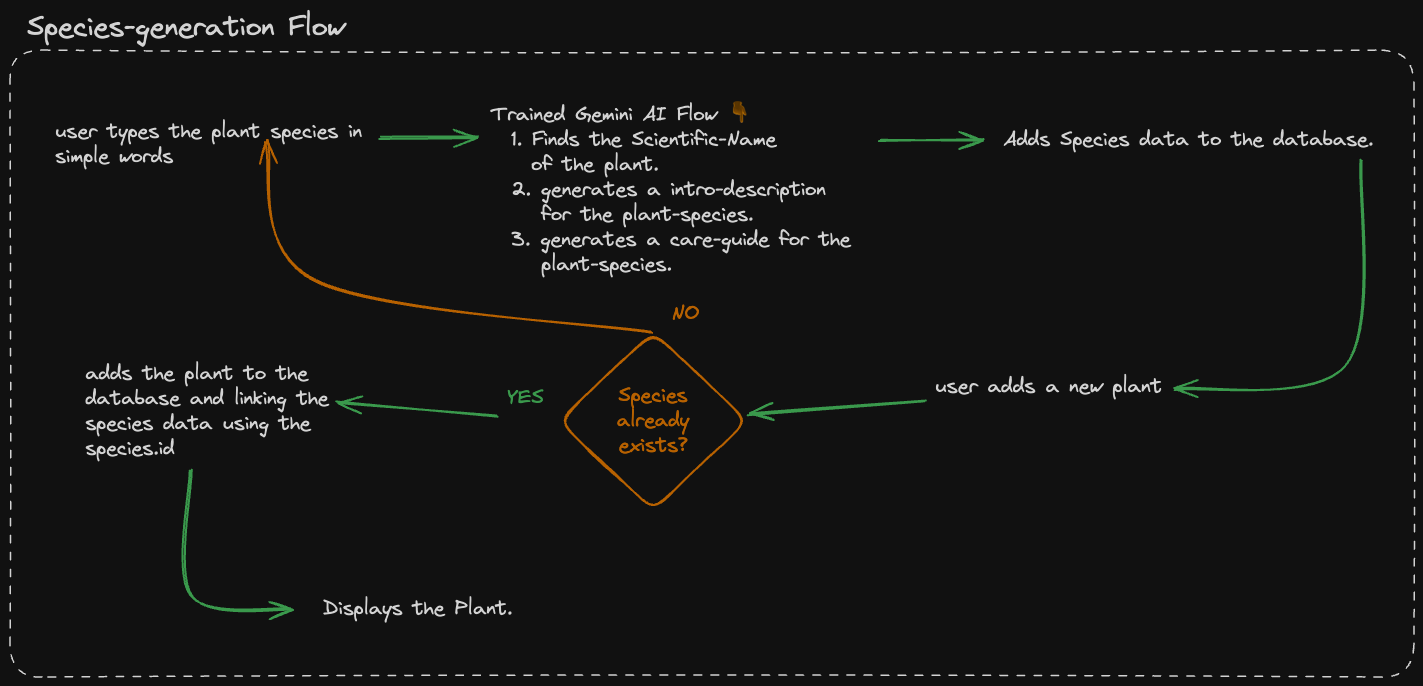 Species-generation Flow
user types the plant species in
simple words
Trained Gemini AI Flow
1. Finds the Scientific-Name
of the plant.
2. generates a intro-description
for the plant-species.
3. generates a care-guide for the
plant-species.
Adds Species data to the database.
user adds a new plant
Species
already
exists?
NO
YES
adds the plant to the
database and linking the
species data using the
species.id
Displays the Plant.